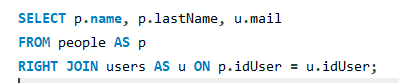 SELECT p.name, p.lastName, u.mail
FROM people AS p
RIGHT JOIN users AS u ON p.idUser = u.idUser;